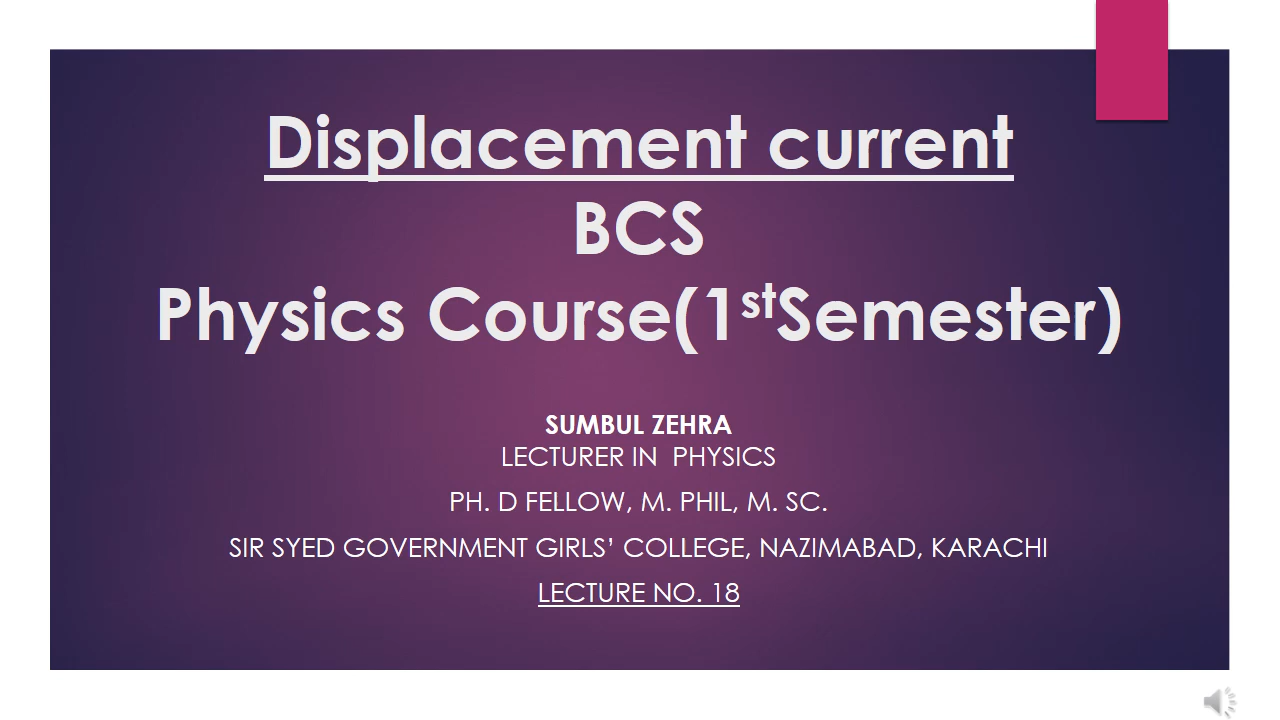 Displacement current
BCS
Physics Course(1stSemester)
SUMBUL ZEHRA
LECTURER IN  PHYSICS
PH. D FELLOW, M. PHIL, M. SC.
SIR SYED GOVERNMENT GIRLS’ COLLEGE, NAZIMABAD, KARACHI
LECTURE NO. 18